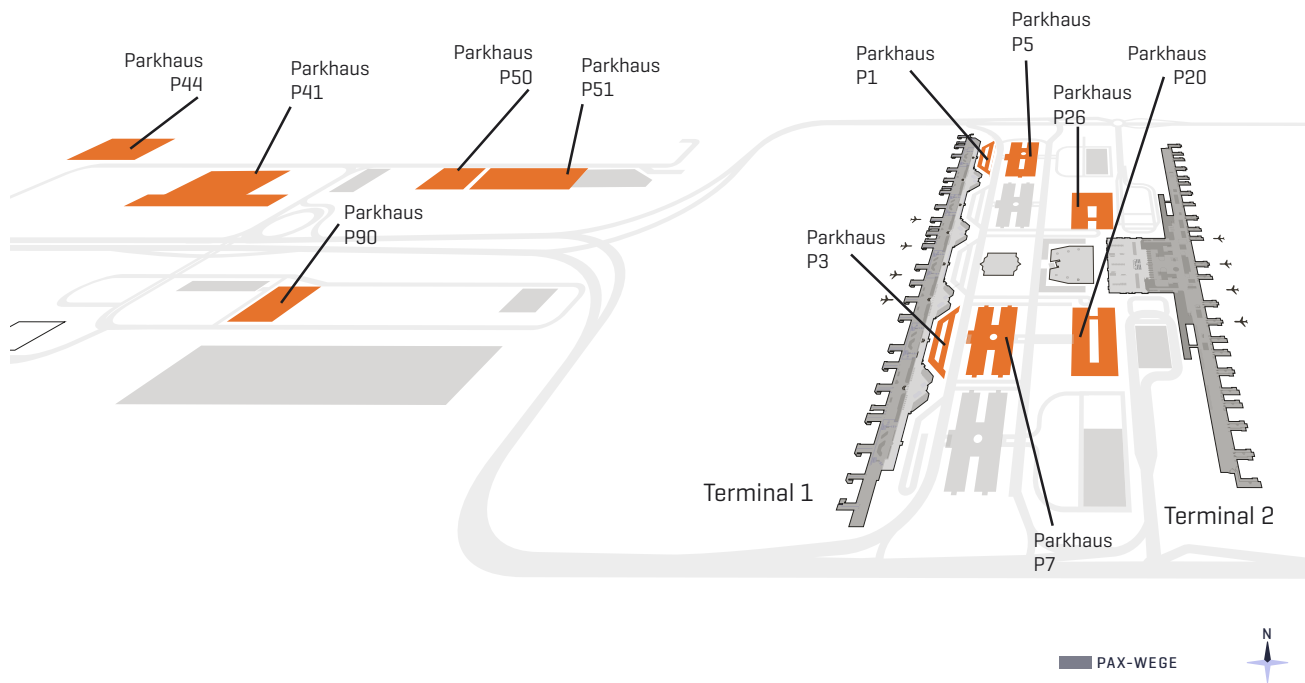 Parkhaus
P44
Parkhaus
P41
Parkhaus
P50
Parkhaus
P51
Parkhaus
P90
Parkhaus
P1
Parkhaus
P5
Parkhaus
P20
Parkhaus
P26
Parkhaus
P3
Terminal 1
Terminal 2
Parkhaus
P7
PAX-WEGE
N